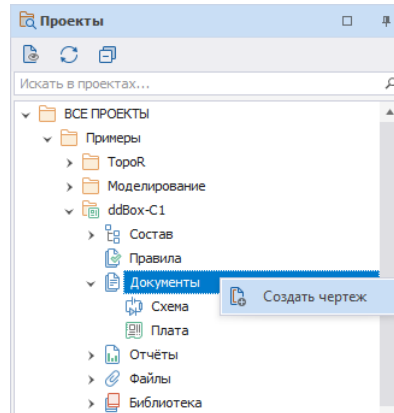 Проекты
Искать в проектах...
ВСЕ ПРОЕКТЫ
Примеры
TopoR
Моделирование
ddBox-C1
Состав
Правила
Документы
Создать чертеж
Схема
Плата
Отчёты
Файлы
Библиотека